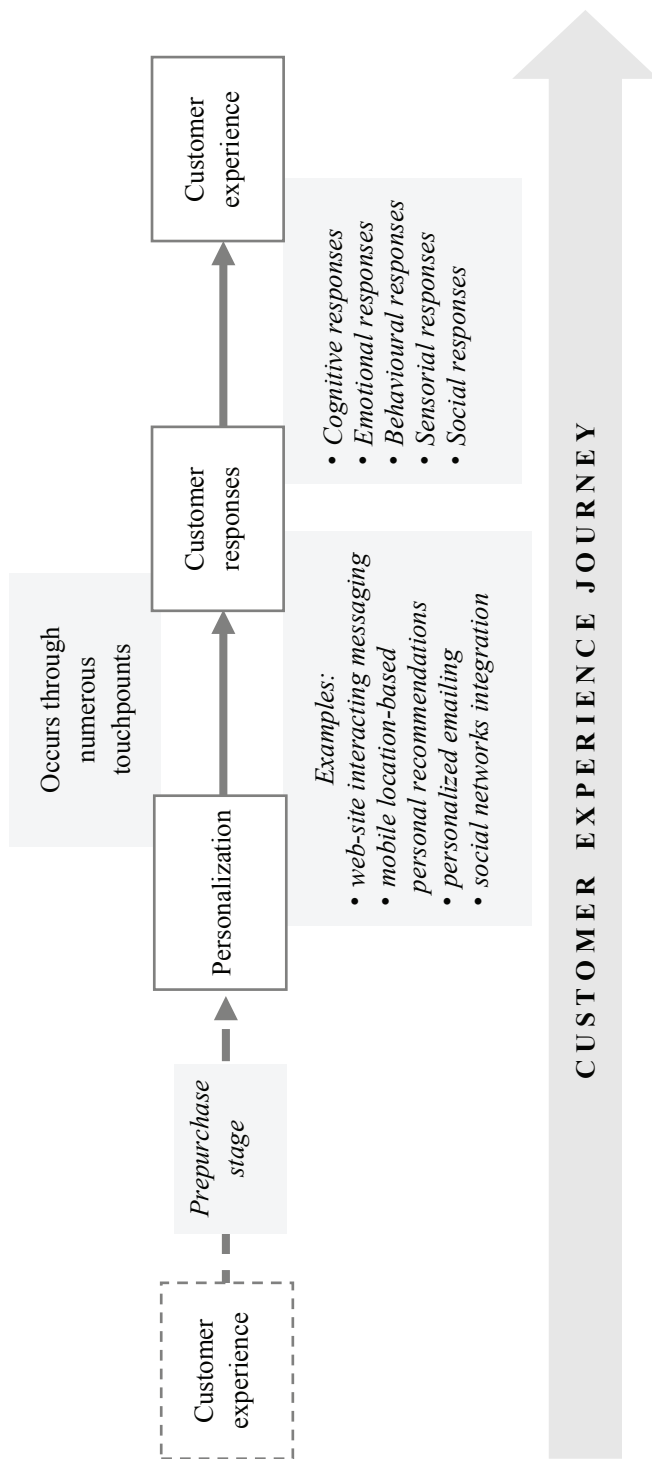 Customer
experience
Prepurchase
stage
Personalization
Occurs through
numerous
touchpounts
Examples:
• web-site interacting messaging
• mobile location-based
personal recommendations
• personalized emailing
• social networks integration
Customer
responses
• Cognitive responses
• Emotional responses
• Behavioural responses
• Sensorial responses
• Social responses
Customer
experience
CUSTOMER EXPERIENCE JOURNEY